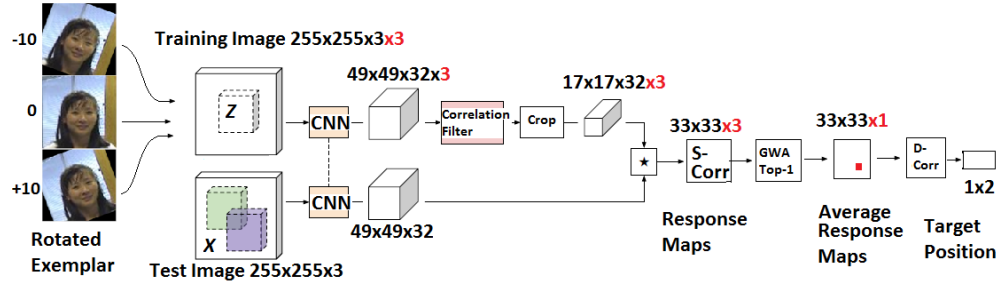 -10
0
+10
Rotated
Exemplar
Training Image 255x255x3x3
Z
X
Test Image 255x255x3
CNN
CNN
49x49x32x3
49x49x32
Correlation
Filter
Crop
17x17x32x3
★
33x33x3
S-
Corr
Response
Maps
GWA
Top-1
33x33x1
Average
Response
Maps
D-
Corr
1x2
Target
Position